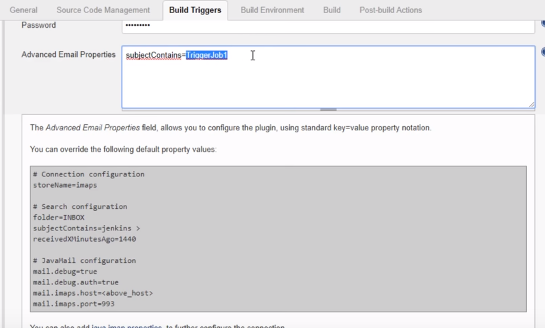 General Source Code Management Build Triggers Build Environment Build Post-build Actions
Password •••••••••
Advanced Email Properties subjectContains=TriggerJob1
The Advanced Email Properties field, allows you to configure the plugin, using standard key=value property notation.
You can override the following default property values:
# Connection configuration
storeName=imaps
# Search configuration
folder=INBOX
subjectContains=jenkins >
receivedXMinutesAgo=1440
# JavaMail configuration
mail.debug=true
mail.debug.auth=true
mail.imaps.host=<above_host>
mail.imaps.port=993
You can also add java imap properties, to further configure the connection.